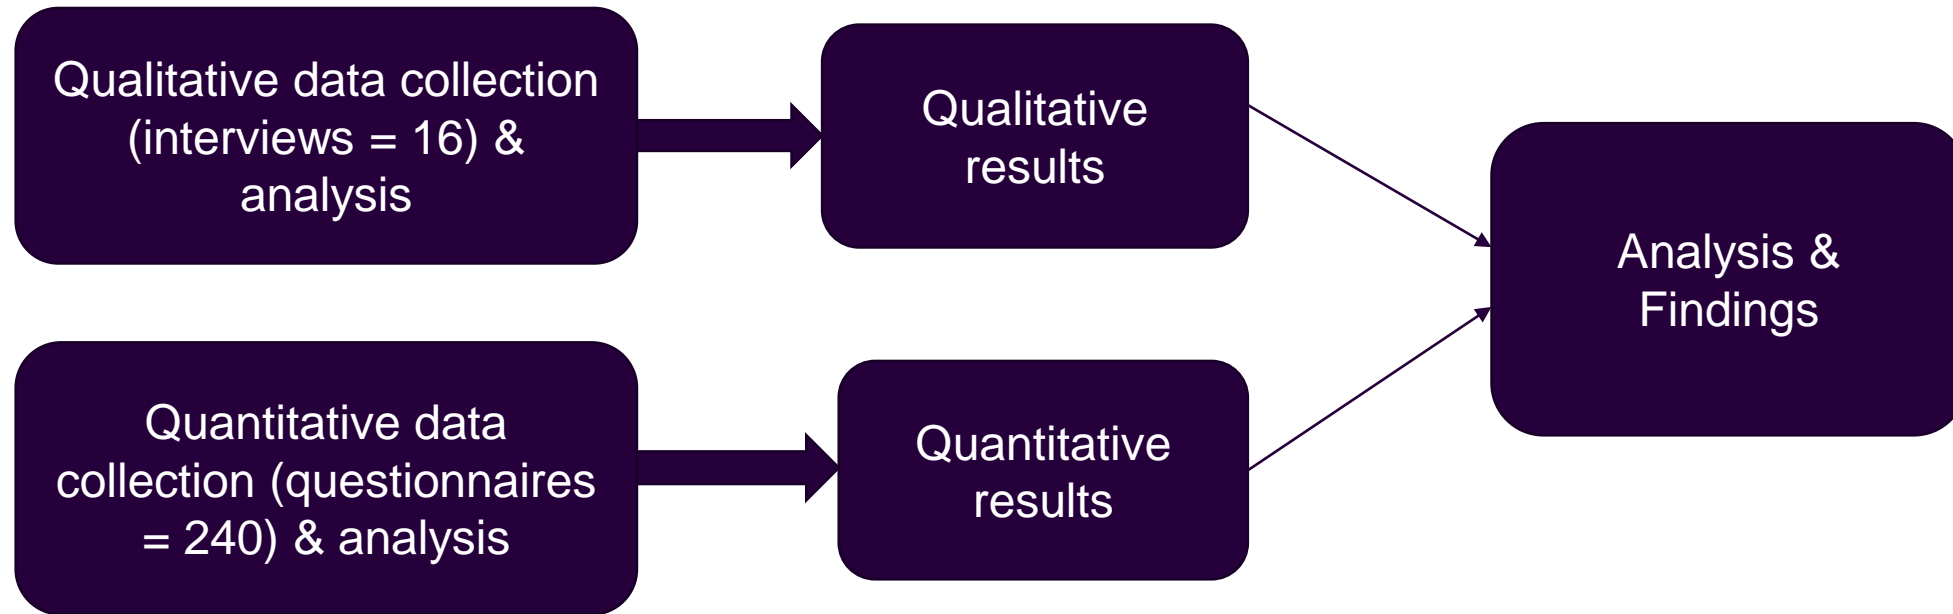 Qualitative data collection
(interviews = 16) &
analysis
Qualitative
results
Quantitative data
collection (questionnaires
= 240) & analysis
Quantitative
results
Analysis &
Findings